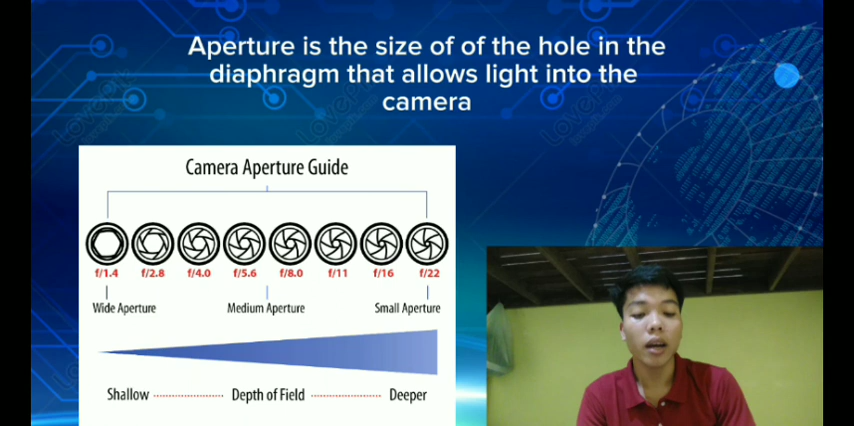 Aperture is the size of of the hole in the
diaphragm that allows light into the
camera
Camera Aperture Guide
f/1.4 f/2.8 f/4.0 f/5.6 f/8.0 f/11 f/16 f/22
Wide Aperture Medium Aperture Small Aperture
Shallow Depth of Field Deeper